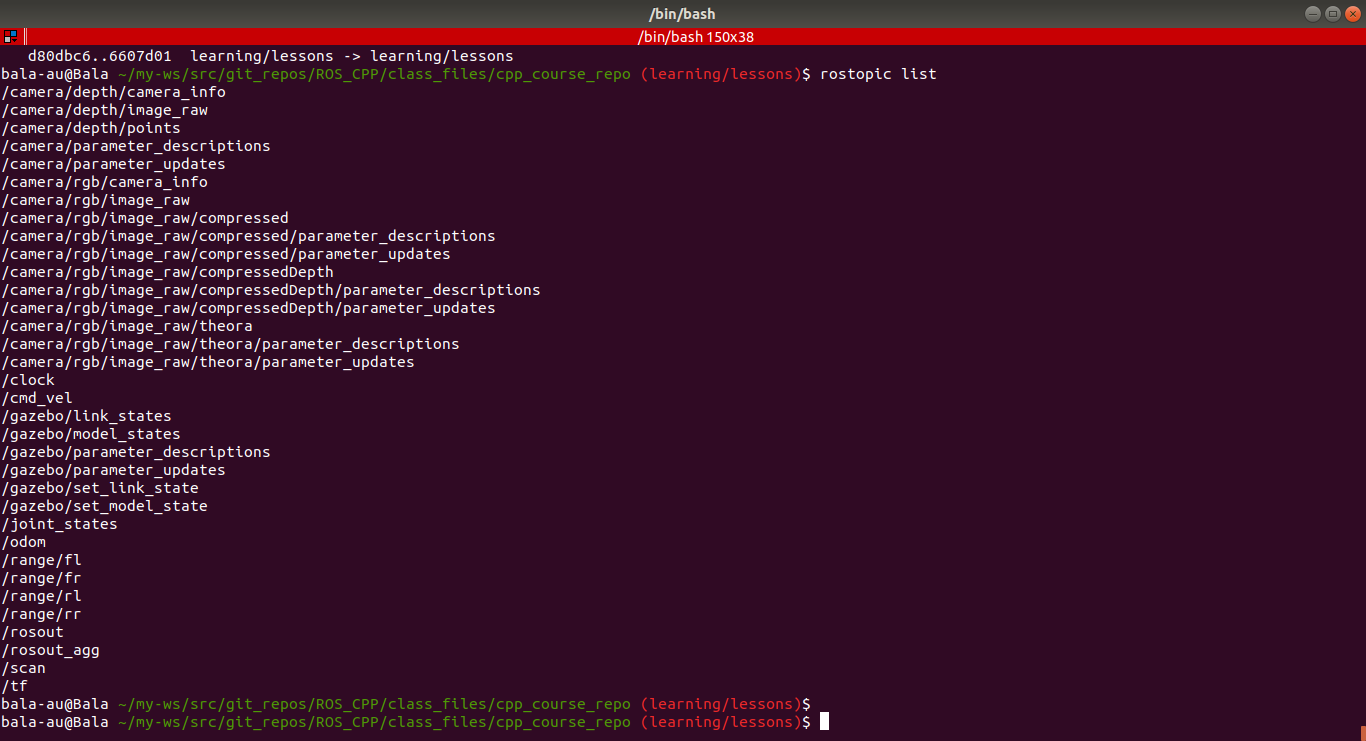 /bin/bash
/bin/bash 150x38
d80dbc6..6607d01  learning/lessons -> learning/lessons
bala-au@Bala ~/my-ws/src/git_repos/ROS_CPP/class_files/cpp_course_repo (learning/lessons)$ rostopic list
/camera/depth/camera_info
/camera/depth/image_raw
/camera/depth/points
/camera/parameter_descriptions
/camera/parameter_updates
/camera/rgb/camera_info
/camera/rgb/image_raw
/camera/rgb/image_raw/compressed
/camera/rgb/image_raw/compressed/parameter_descriptions
/camera/rgb/image_raw/compressed/parameter_updates
/camera/rgb/image_raw/compressedDepth
/camera/rgb/image_raw/compressedDepth/parameter_descriptions
/camera/rgb/image_raw/compressedDepth/parameter_updates
/camera/rgb/image_raw/theora
/camera/rgb/image_raw/theora/parameter_descriptions
/camera/rgb/image_raw/theora/parameter_updates
/clock
/cmd_vel
/gazebo/link_states
/gazebo/model_states
/gazebo/parameter_descriptions
/gazebo/parameter_updates
/gazebo/set_link_state
/gazebo/set_model_state
/joint_states
/odom
/range/fl
/range/fr
/range/rl
/range/rr
/rosout
/rosout_agg
/scan
/tf
bala-au@Bala ~/my-ws/src/git_repos/ROS_CPP/class_files/cpp_course_repo (learning/lessons)$
bala-au@Bala ~/my-ws/src/git_repos/ROS_CPP/class_files/cpp_course_repo (learning/lessons)$